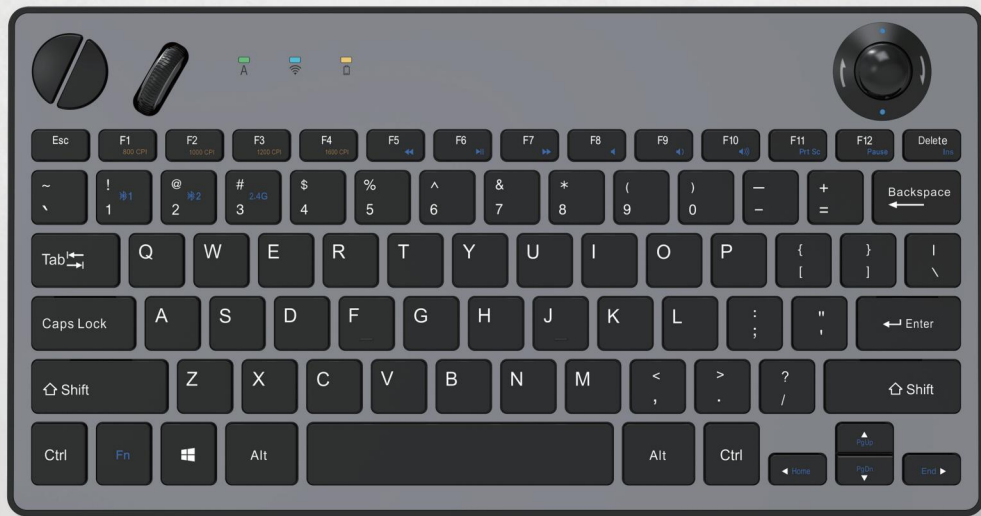 A
Esc F1 800 CPI F2 1000 CPI F3 1200 CPI F4 1600 CPI F5 F6 F7 F8 F9 F10 F11 Prt Sc F12 Pause Delete Ins
~ ` ! 1 1 @ 2 2 # 3 2.4G $ 4 % 5 ^ 6 & 7 * 8 ( 9 ) 0 — - + = Backspace
Tab Q W E R T Y U I O P { [ } ] | \
Caps Lock A S D F G H J K L : ; " ' Enter
Shift Z X C V B N M < , > . ? / Shift
Ctrl Fn Alt Alt Ctrl Home PgUp PgDn End